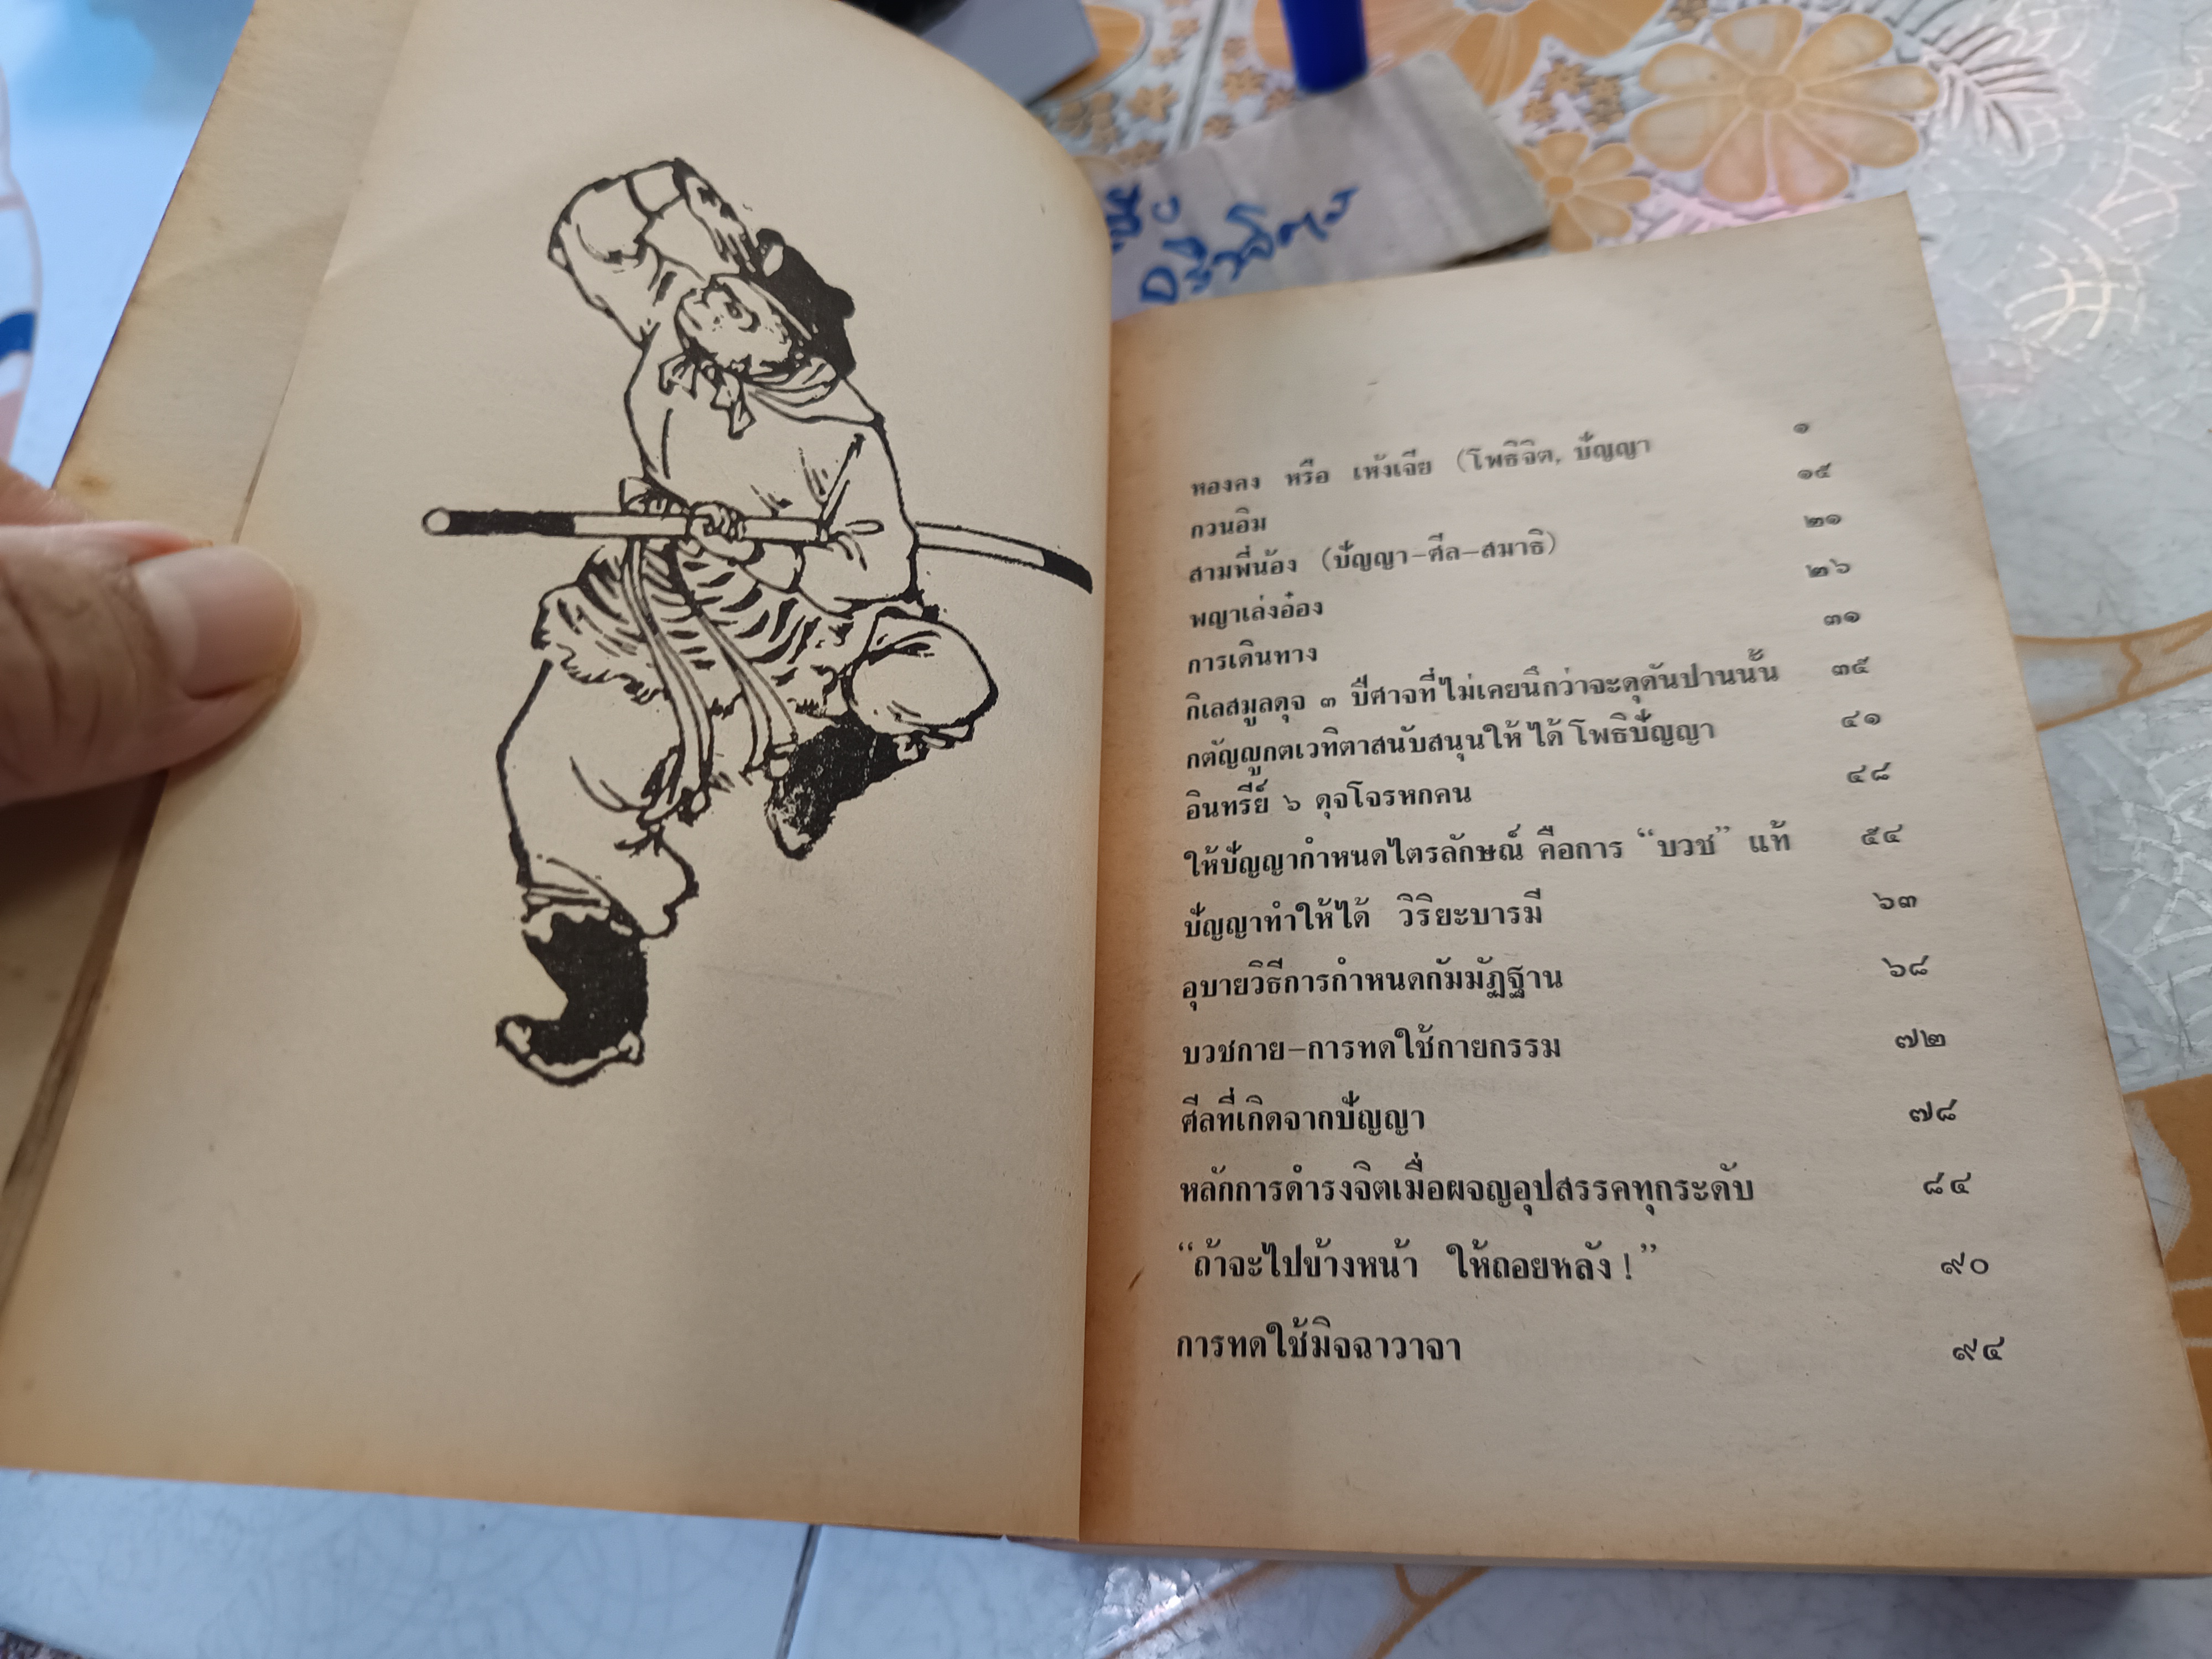 หองคง หรือ เห้งเจีย (โพธิจิต, ปัญญา ๑
กวนอิม ๑๕
สามพี่น้อง (ปัญญา-ศีล-สมาธิ) ๒๑
พญาเล่งอ๋อง ๒๖
การเดินทาง ๓๑
กิเลสมูลดุจ ๓ ปีศาจที่ไม่เคยนึกว่าจะดุดันปานนั้น ๓๕
กตัญญูกตเวทิตาสนับสนุนให้ได้โพธิปัญญา ๔๑
อินทรีย์ ๖ ดุจโจรหกคน ๔๘
ให้ปัญญากำหนดไตรลักษณ์ คือการ “บวช” แท้ ๕๔
ปัญญาทำให้ได้ วิริยะบารมี ๖๓
อุบายวิธีการกำหนดกัมมัฏฐาน ๖๘
บวชกาย-การทดใช้กายกรรม ๗๒
ศีลที่เกิดจากปัญญา ๗๘
หลักการดำรงจิตเมื่อผจญอุปสรรคทุกระดับ ๘๔
“ถ้าจะไปข้างหน้า ให้ถอยหลัง !” ๙๐
การทดใช้มิจฉาวาจา ๙๔